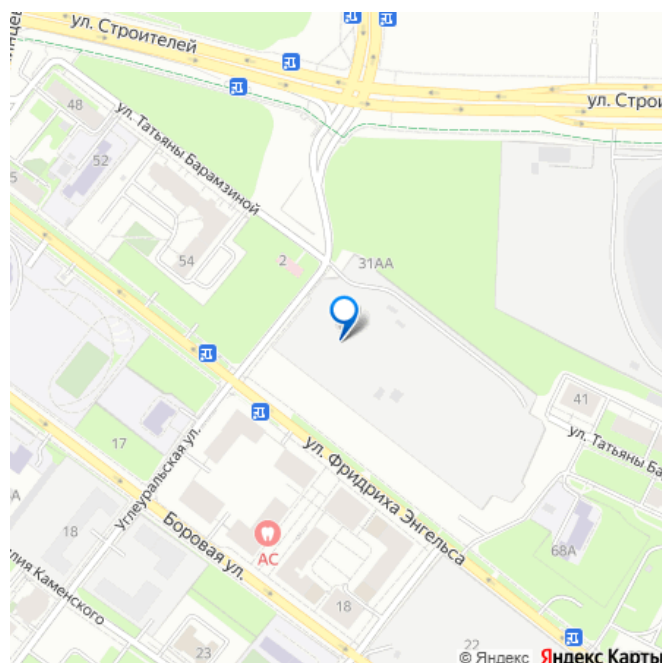 ул. Строителей
ул. Строи
48
ул. Татьяны Барамзиной
52
5
54
2
31АА
41
ул. Татьяны Ба
17
Углеуральская ул.
ул. Фридриха Энгельса
18
АС
Боровая ул.
68А
Каменского
18
23
22
© Яндекс Яндекс Карты